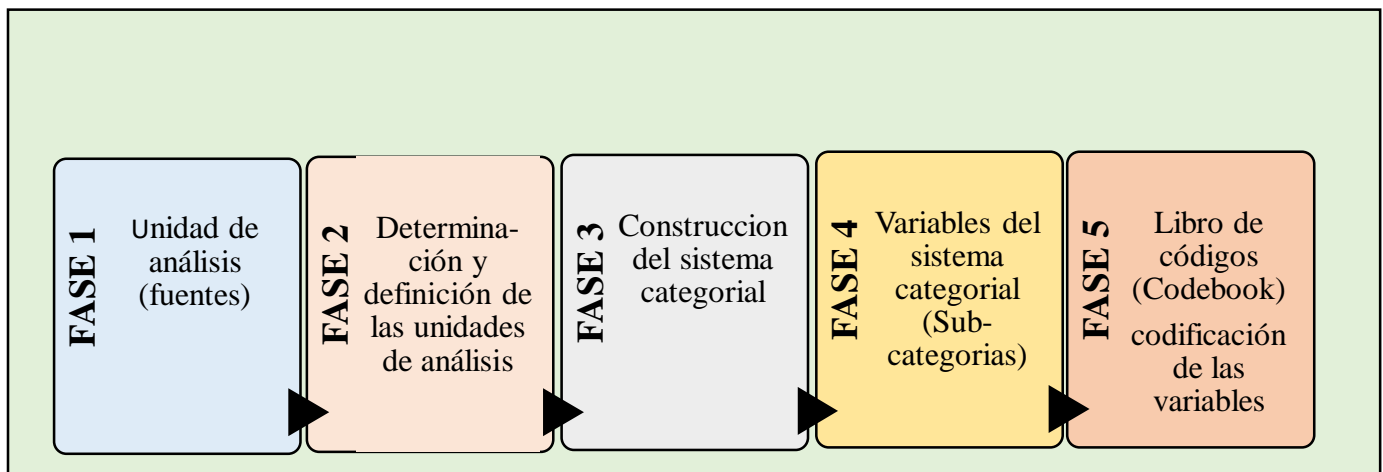 FASE 1
Unidad de
análisis
(fuentes)
FASE 2
Determina-
ción y
definición de
las unidades
de análisis
FASE 3
Construccion
del sistema
categorial
FASE 4
Variables del
sistema
categorial
(Sub-
categorias)
FASE 5
Libro de
códigos
(Codebook)
codificación
de las
variables